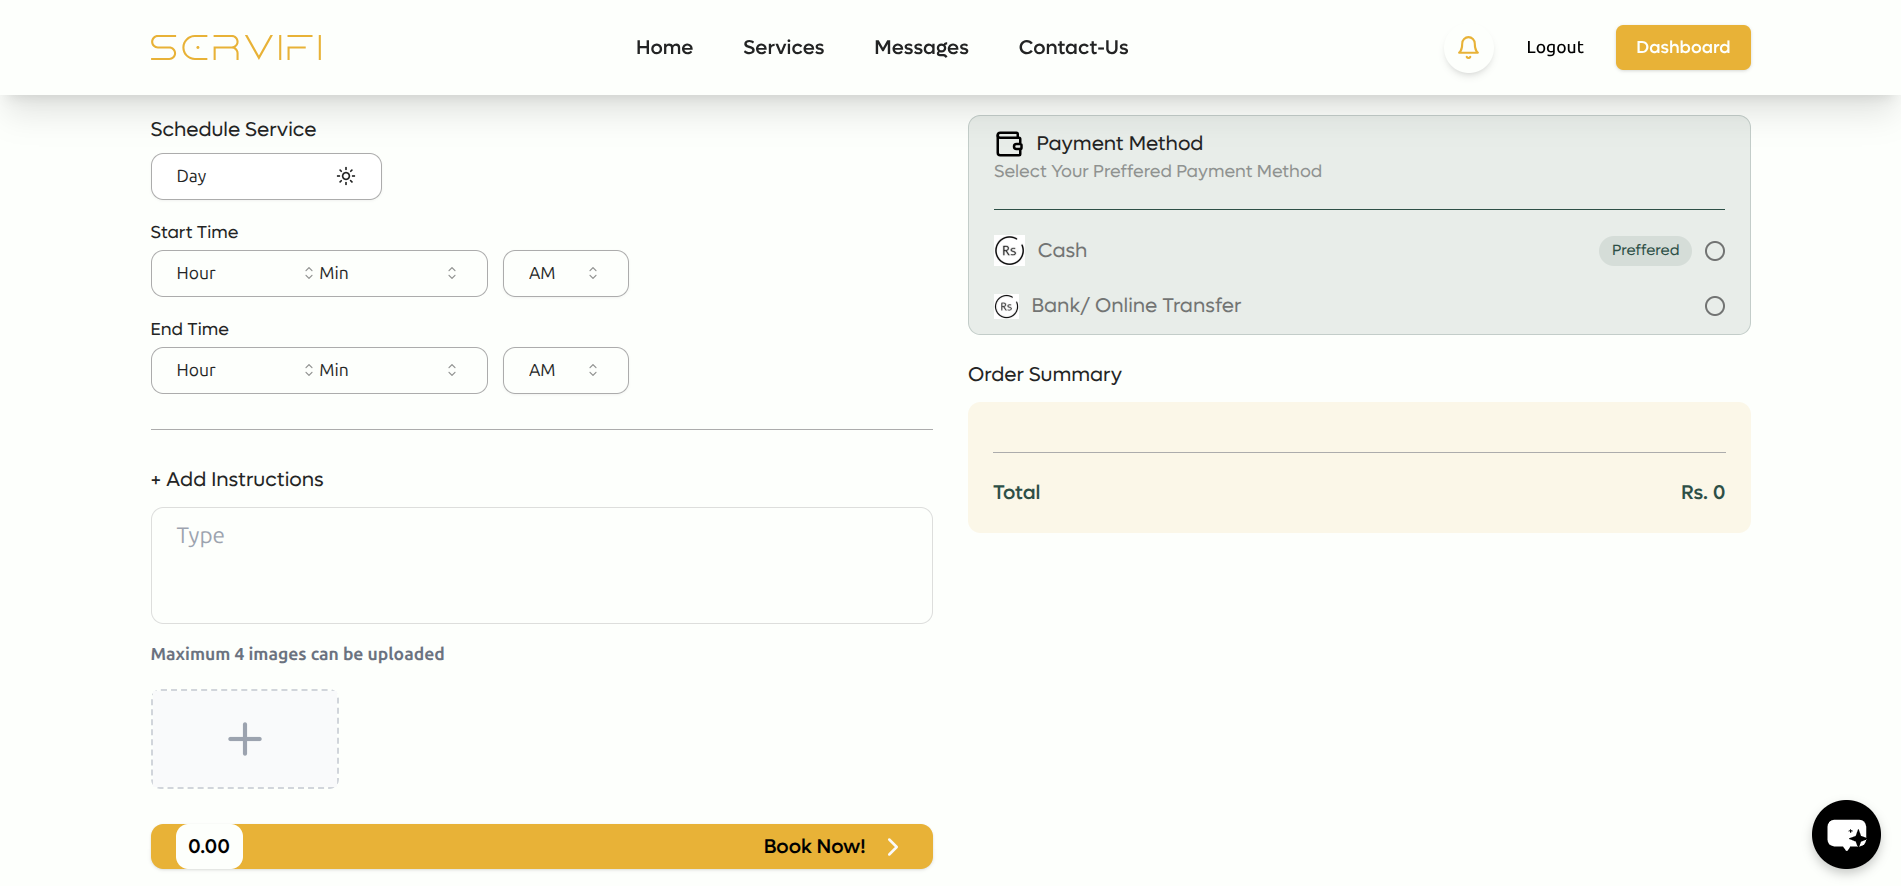 SERVIFI
Home Services Messages Contact-Us
Logout Dashboard
Schedule Service
Day
Start Time
Hour Min AM
End Time
Hour Min AM
+ Add Instructions
Type
Maximum 4 images can be uploaded
0.00 Book Now!
Payment Method
Select Your Preffered Payment Method
Rs Cash Preffered
Rs Bank/ Online Transfer
Order Summary
Total Rs. 0